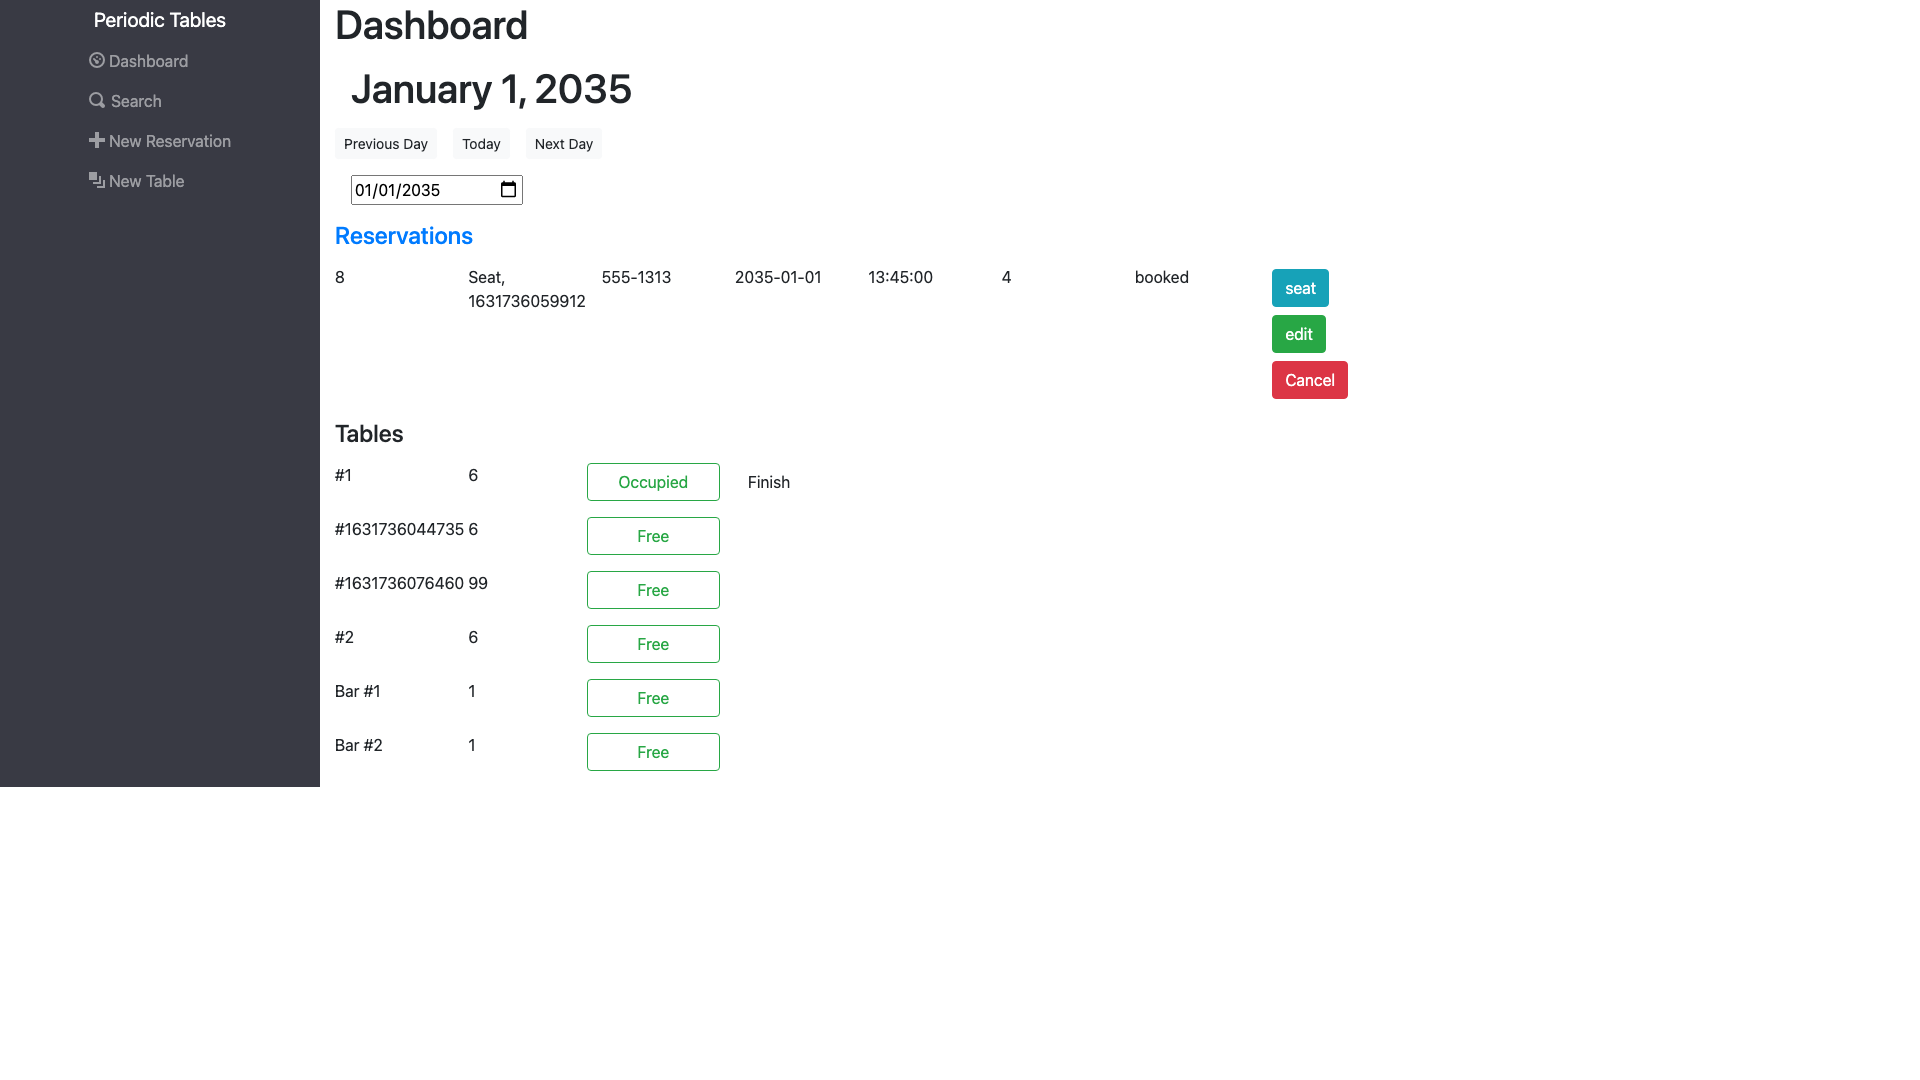 Periodic Tables
Dashboard
Search
New Reservation
New Table
Dashboard
January 1, 2035
Previous Day Today Next Day
01/01/2035
Reservations
8 Seat, 555-1313 2035-01-01 13:45:00 4 booked seat
1631736059912
edit
Cancel
Tables
#1 6 Occupied Finish
#1631736044735 6 Free
#1631736076460 99 Free
#2 6 Free
Bar #1 1 Free
Bar #2 1 Free